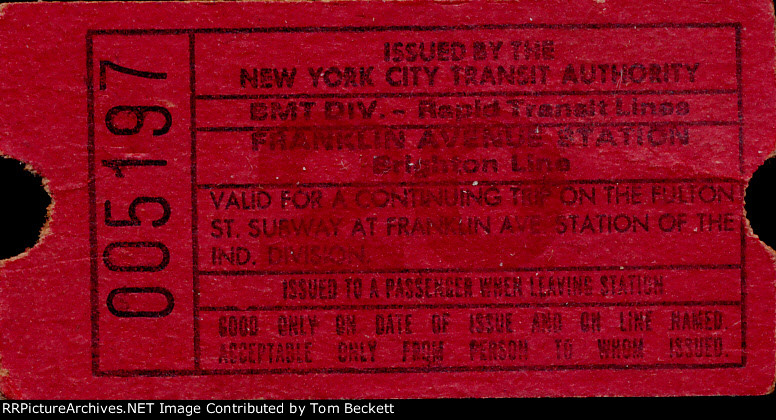 005197
ISSUED BY THE
NEW YORK CITY TRANSIT AUTHORITY
BMT DIV. – Rapid Transit Lines
FRANKLIN AVENUE STATION
Brighton Line
VALID FOR A CONTINUING TRIP ON THE FULTON
ST. SUBWAY AT FRANKLIN AVE. STATION OF THE
IND. DIVISION.
ISSUED TO A PASSENGER WHEN LEAVING STATION
GOOD ONLY ON DATE OF ISSUE AND ON LINE NAMED
ACCEPTABLE ONLY FROM PERSON TO WHOM ISSUED.
RRPictureArchives.NET Image Contributed by Tom Beckett